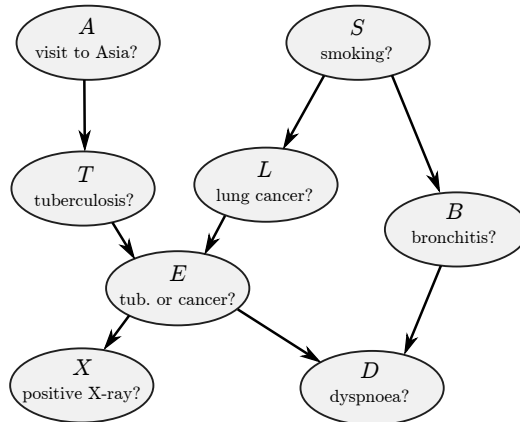 A
visit to Asia?
S
smoking?
T
tuberculosis?
L
lung cancer?
B
bronchitis?
E
tub. or cancer?
X
positive X-ray?
D
dyspnoea?